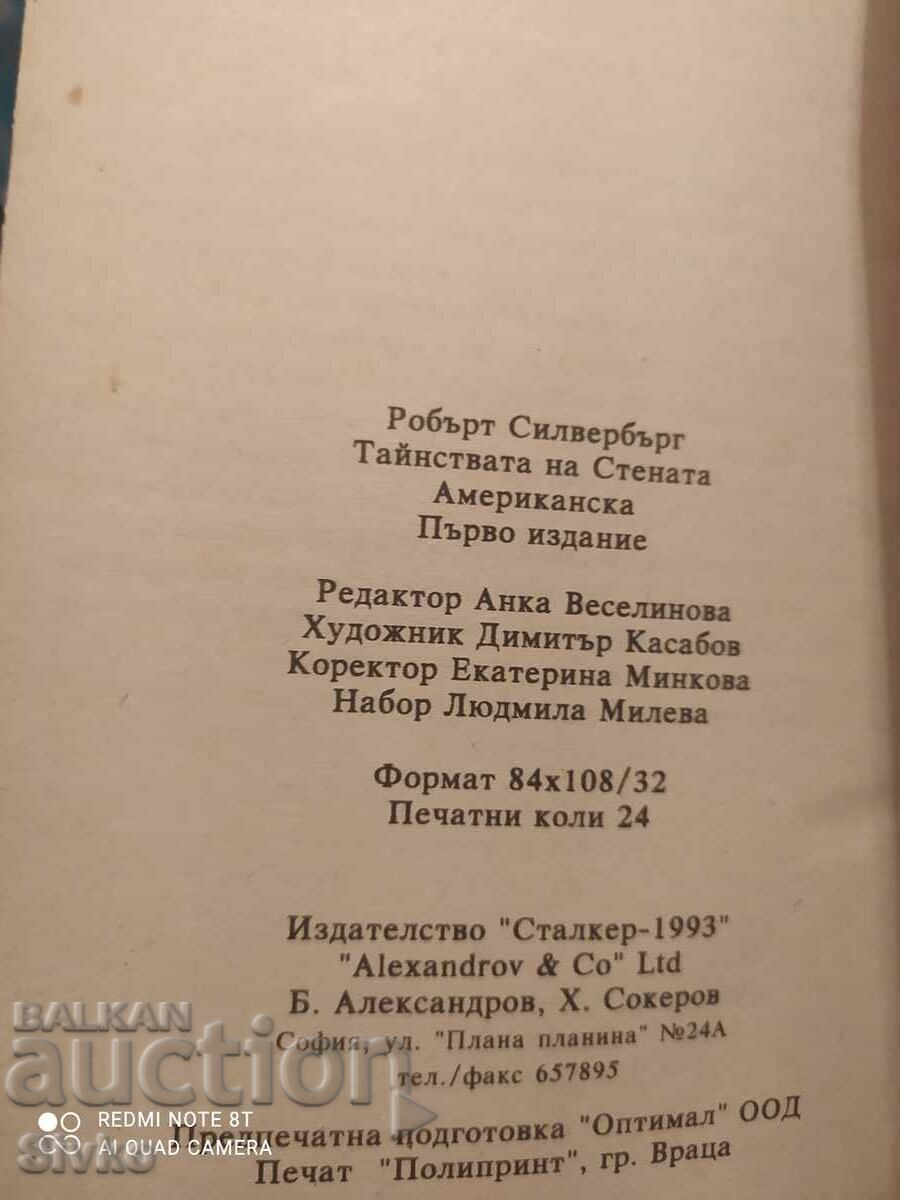 Робърт Силвербърг
Тайнствата на Стената
Американска
Първо издание
Редактор Анка Веселинова
Художник Димитър Касабов
Коректор Екатерина Минкова
Набор Людмила Милева
Формат 84x108/32
Печатни коли 24
Издателство "Сталкер-1993"
"Alexandrov & Co" Ltd
Б. Александров, Х. Сокеров
София, ул. "Плана планина" №24А
тел./факс 657895
Предпечатна подготовка "Оптимал" ООД
Печат "Полипринт", гр. Враца
BALKAN
auction
REDMI NOTE 8T
AI QUAD CAMERA
Sivko